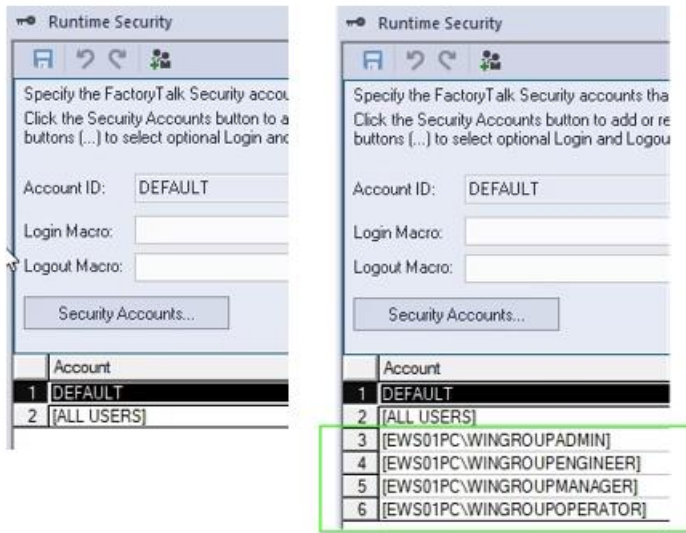 Runtime Security
Specify the FactoryTalk Security accou
Click the Security Accounts button to a
buttons (...) to select optional Login and
Account ID: DEFAULT
Login Macro:
Logout Macro:
Security Accounts...
Account
1 DEFAULT
2 [ALL USERS]
Runtime Security
Specify the FactoryTalk Security accounts tha
Click the Security Accounts button to add or re
buttons (...) to select optional Login and Logou
Account ID: DEFAULT
Login Macro:
Logout Macro:
Security Accounts...
Account
1 DEFAULT
2 [ALL USERS]
3 [EWS01PC\WINGROUPADMIN]
4 [EWS01PC\WINGROUPENGINEER]
5 [EWS01PC\WINGROUPMANAGER]
6 [EWS01PC\WINGROUPOPERATOR]